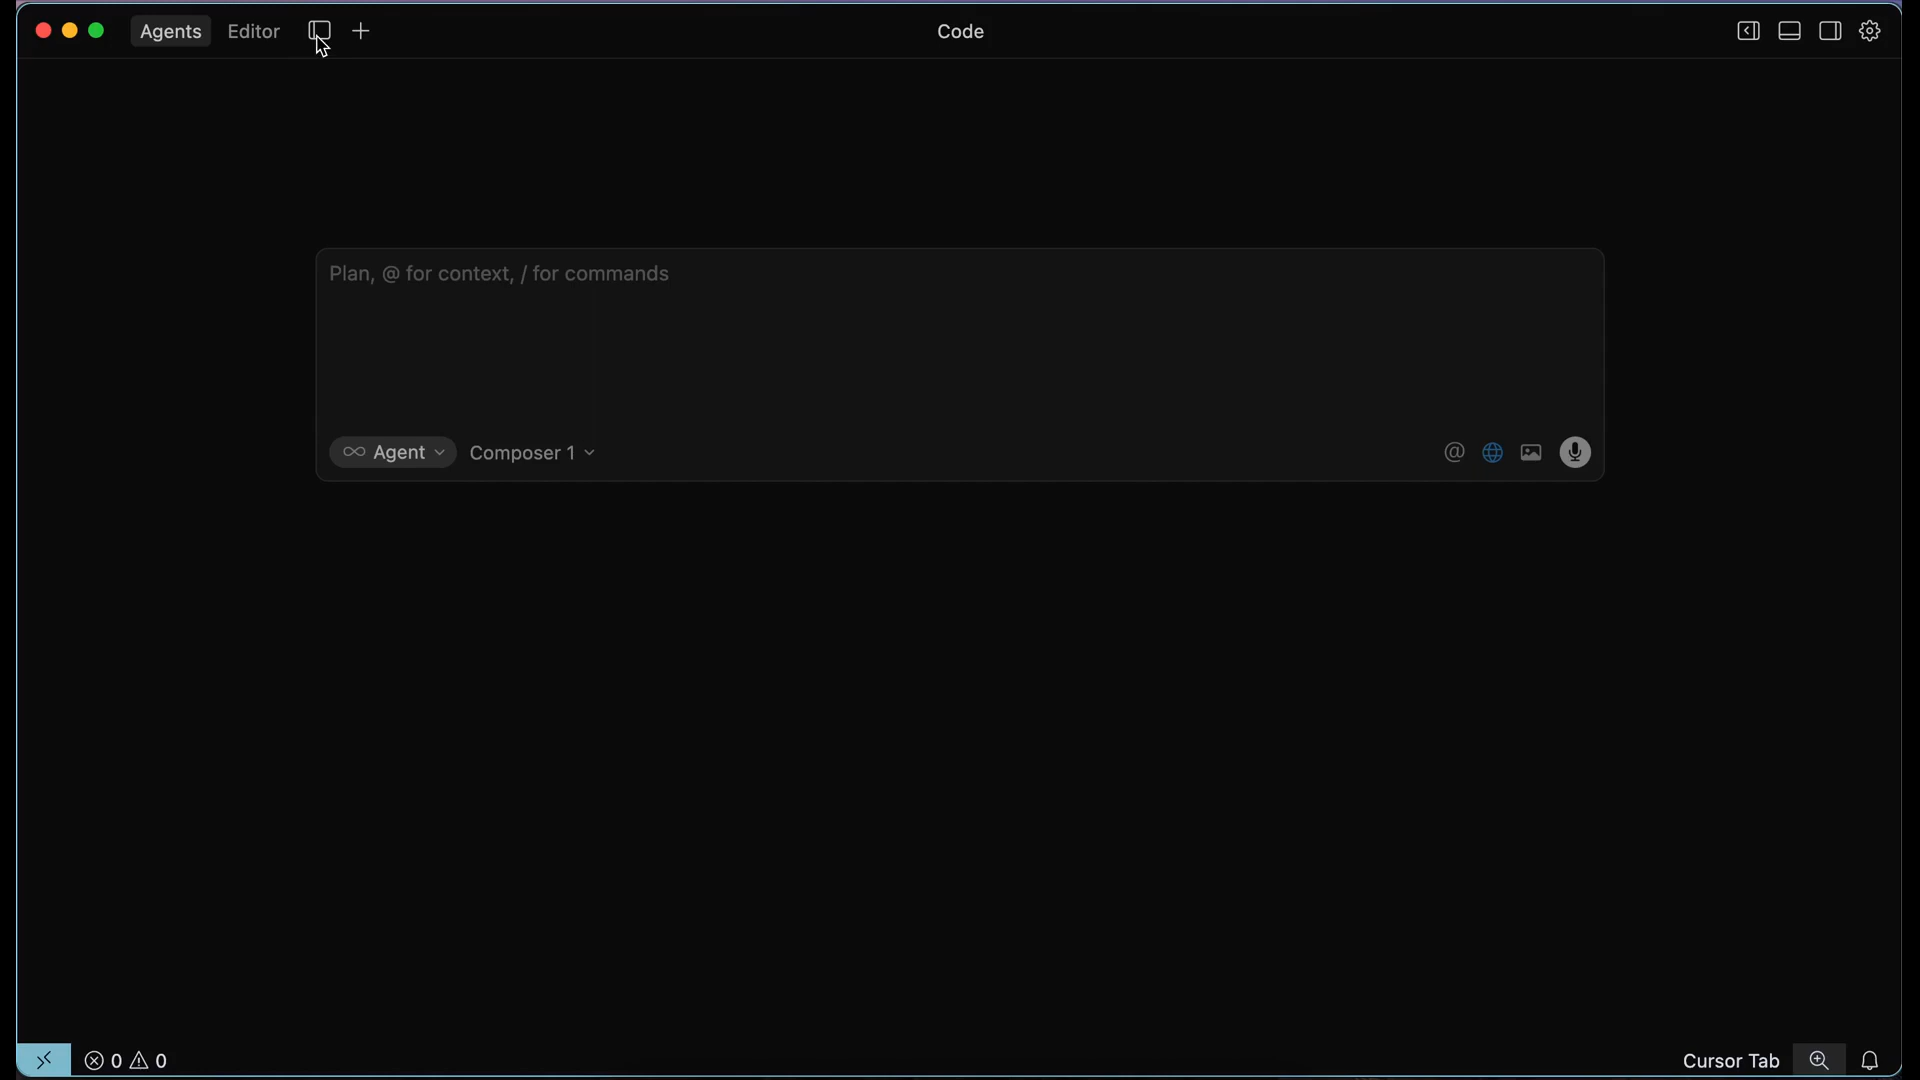 Agents Editor Code
Plan, @ for context, / for commands
Agent Composer 1 @
0 0 Cursor Tab